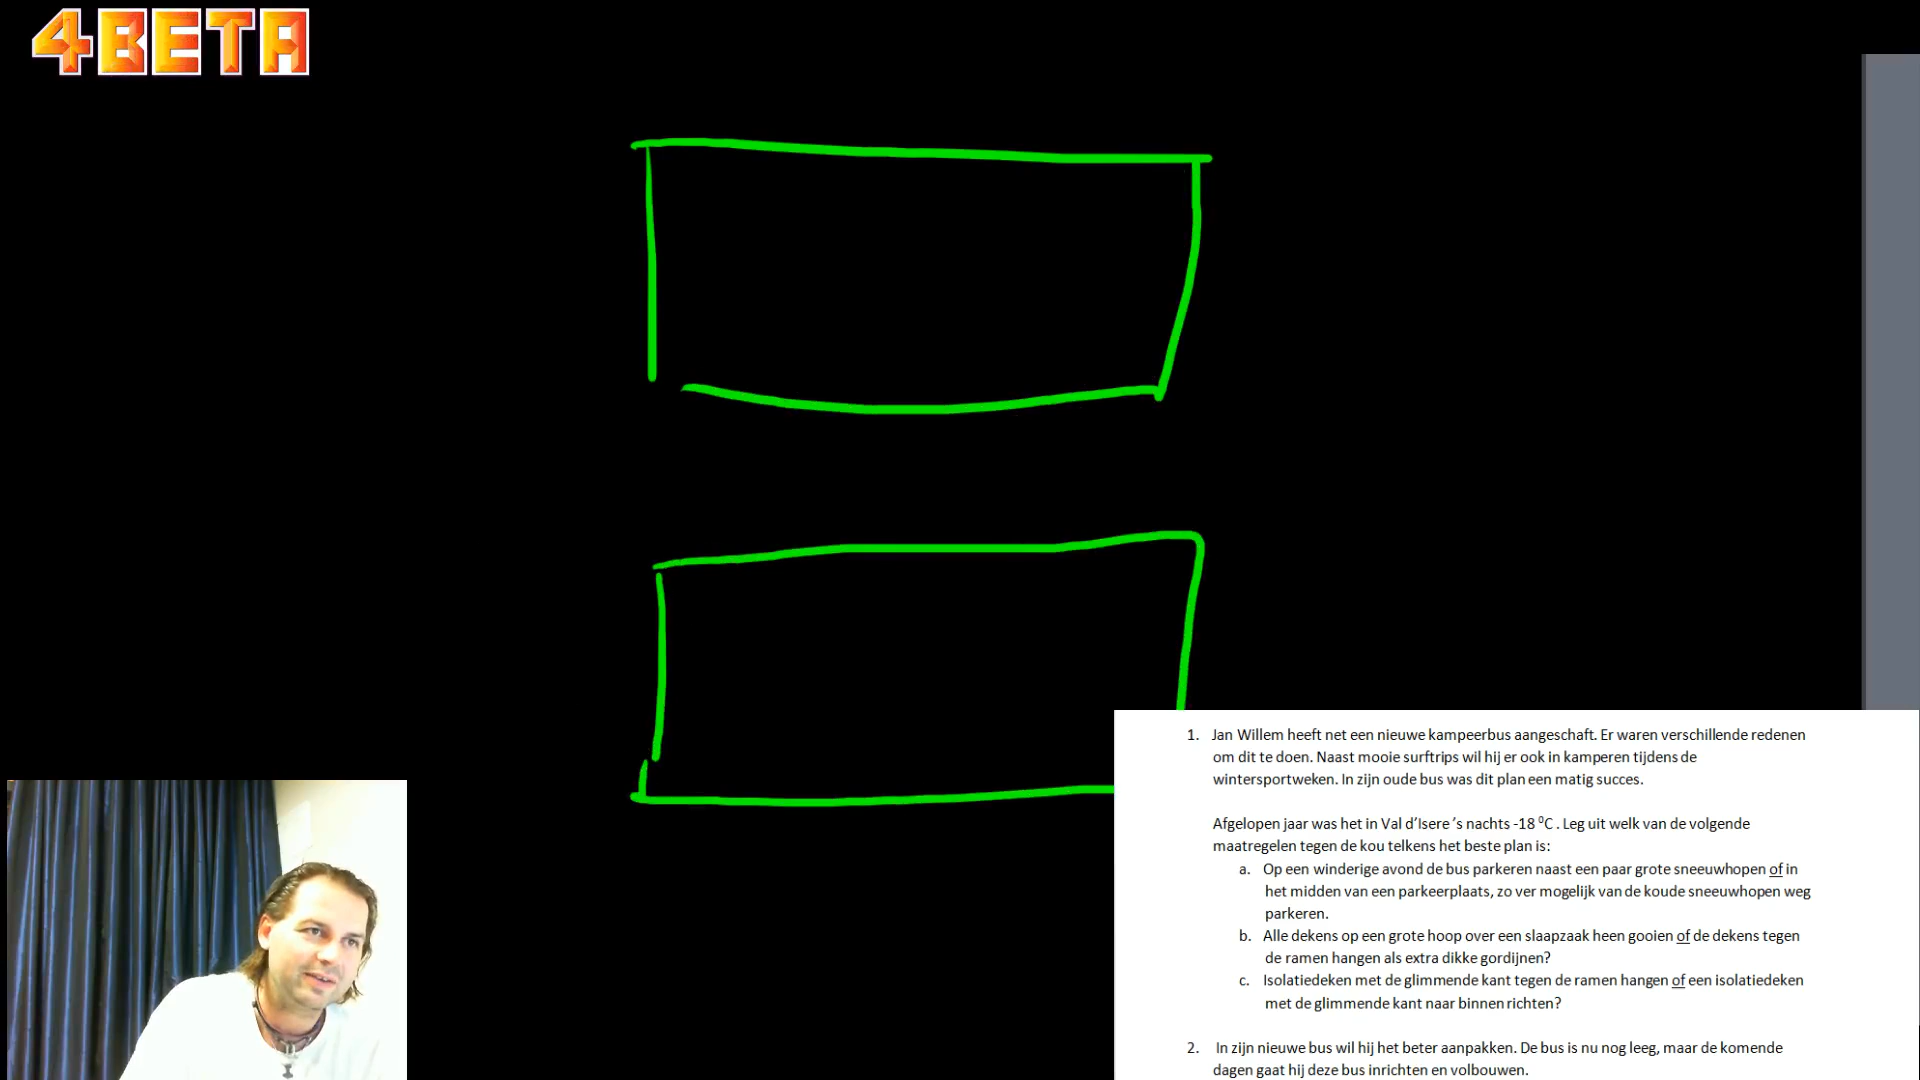 4BETA
1. Jan Willem heeft net een nieuwe kampeerbus aangeschaft. Er waren verschillende redenen
om dit te doen. Naast mooie surftrips wil hij er ook in kamperen tijdens de
wintersportweken. In zijn oude bus was dit plan een matig succes.
Afgelopen jaar was het in Val d'Isere 's nachts -18 ⁰C . Leg uit welk van de volgende
maatregelen tegen de kou telkens het beste plan is:
a. Op een winderige avond de bus parkeren naast een paar grote sneeuwhopen of in
het midden van een parkeerplaats, zo ver mogelijk van de koude sneeuwhopen weg
parkeren.
b. Alle dekens op een grote hoop over een slaapzaak heen gooien of de dekens tegen
de ramen hangen als extra dikke gordijnen?
c. Isolatiedeken met de glimmende kant tegen de ramen hangen of een isolatiedeken
met de glimmende kant naar binnen richten?
2. In zijn nieuwe bus wil hij het beter aanpakken. De bus is nu nog leeg, maar de komende
dagen gaat hij deze bus inrichten en volbouwen.